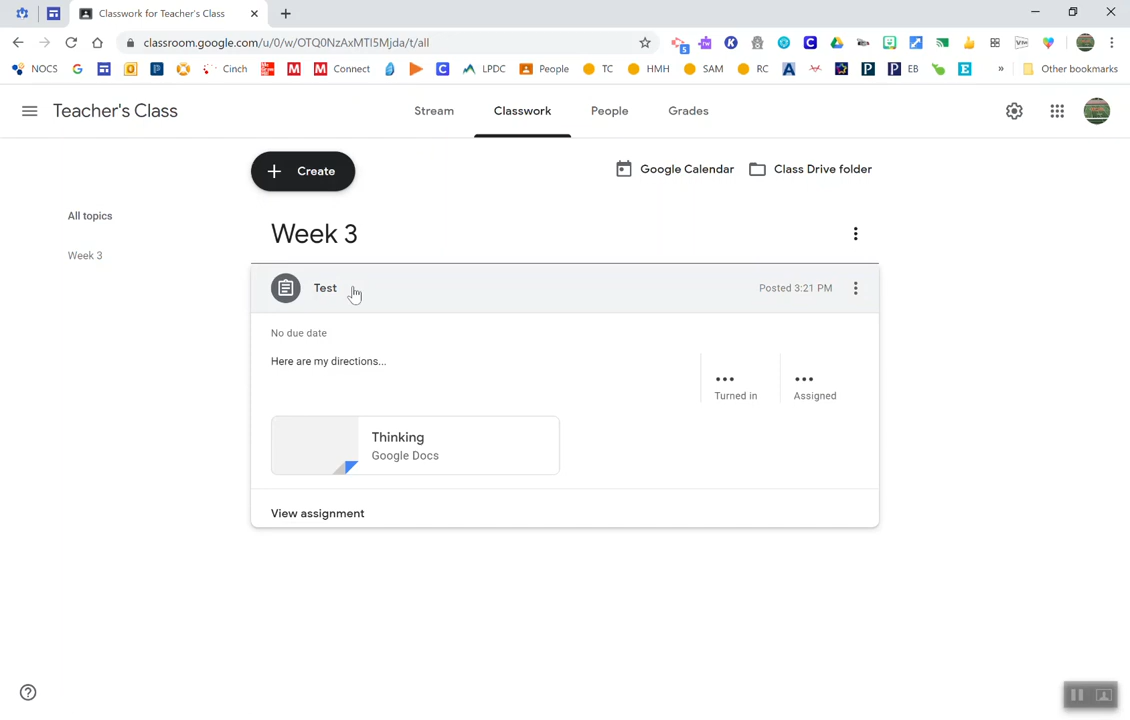 Classwork for Teacher's Class
classroom.google.com/u/0/w/OTQ0NzAxMTI5Mjda/t/all
NOCS
Cinch
Connect
LPDC
People
TC
HMH
SAM
RC
EB
Other bookmarks
Teacher's Class
Stream
Classwork
People
Grades
Create
Google Calendar
Class Drive folder
All topics
Week 3
Week 3
Test
Posted 3:21 PM
No due date
Here are my directions...
Turned in
Assigned
Thinking
Google Docs
View assignment